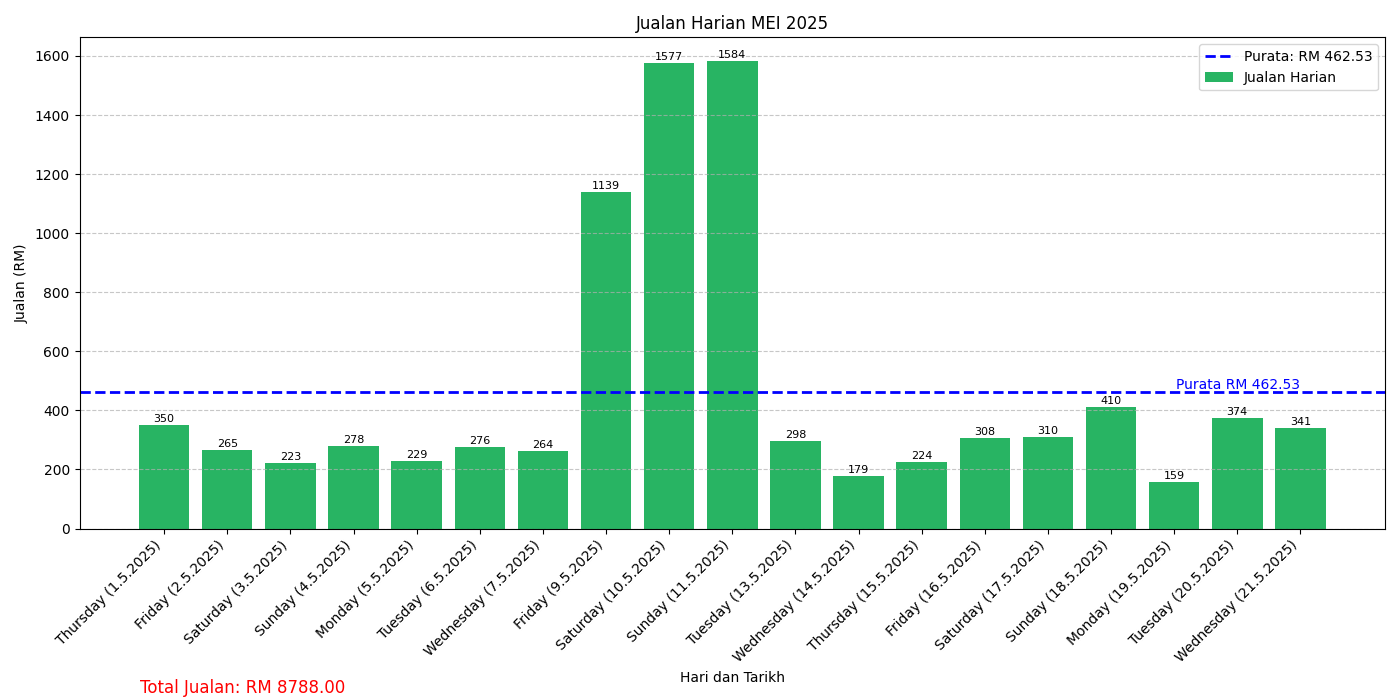 Jualan Harian MEI 2025
Purata: RM 462.53
Jualan Harian
Jualan (RM)
1600
1400
1200
1000
800
600
400
200
0
350
265
223
278
229
276
264
1139
1577
1584
298
179
224
308
310
410
159
374
341
Purata RM 462.53
Thursday (1.5.2025)
Friday (2.5.2025)
Saturday (3.5.2025)
Sunday (4.5.2025)
Monday (5.5.2025)
Tuesday (6.5.2025)
Wednesday (7.5.2025)
Friday (9.5.2025)
Saturday (10.5.2025)
Sunday (11.5.2025)
Tuesday (13.5.2025)
Wednesday (14.5.2025)
Thursday (15.5.2025)
Friday (16.5.2025)
Saturday (17.5.2025)
Sunday (18.5.2025)
Monday (19.5.2025)
Tuesday (20.5.2025)
Wednesday (21.5.2025)
Hari dan Tarikh
Total Jualan: RM 8788.00